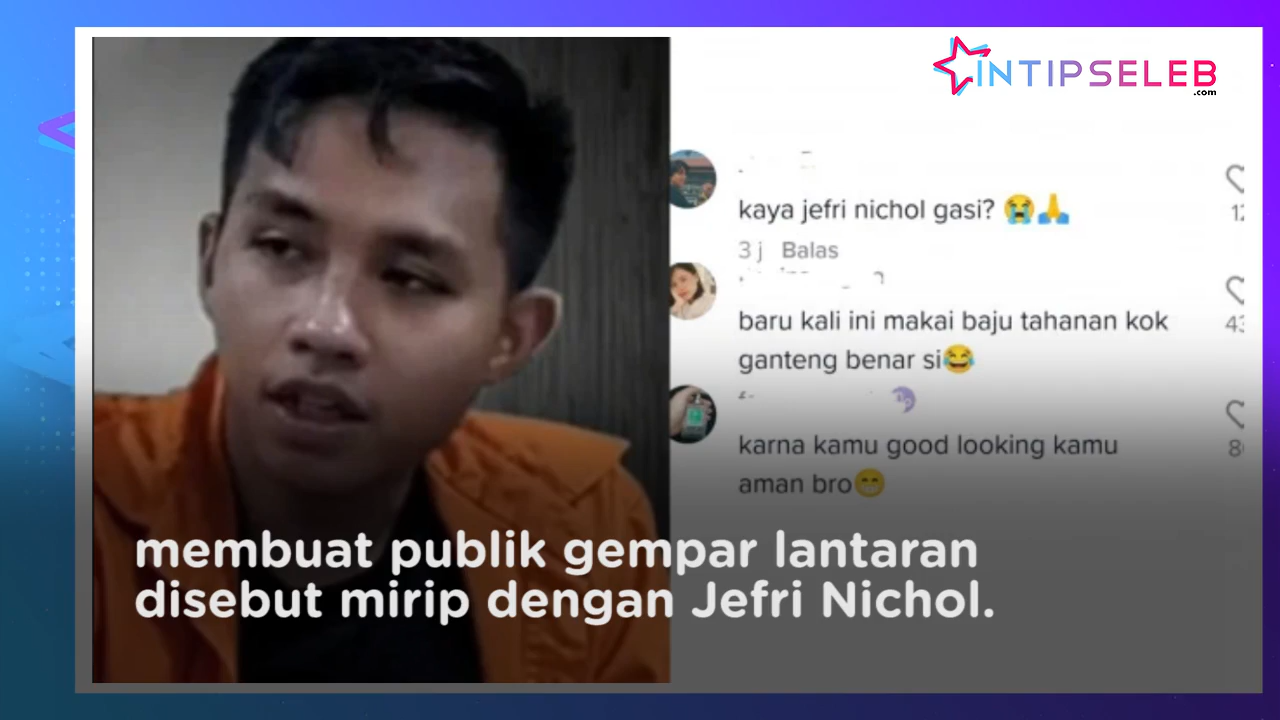 INTIPSELEB
.com
kaya jefri nichol gasi? 😭🙏
3 j Balas
baru kali ini makai baju tahanan kok
ganteng benar si😂
karna kamu good looking kamu
aman bro😁
membuat publik gempar lantaran
disebut mirip dengan Jefri Nichol.